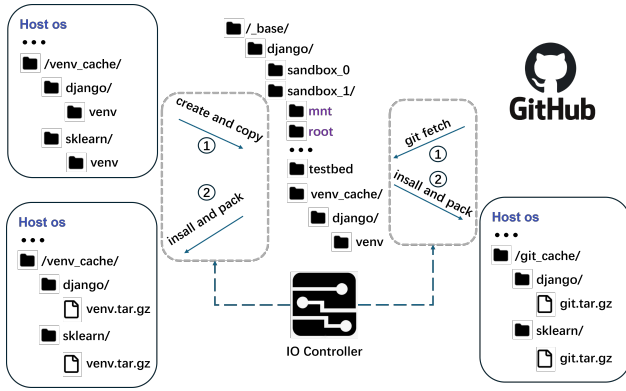 Host os
•••
/venv_cache/
django/
venv
sklearn/
venv
Host os
•••
/venv_cache/
django/
venv.tar.gz
sklearn/
venv.tar.gz
create and copy
①
②
insall and pack
/_base/
django/
sandbox_0
sandbox_1/
mnt
root
•••
testbed
venv_cache/
django/
venv
IO Controller
git fetch
①
②
insall and pack
GitHub
Host os
•••
/git_cache/
django/
git.tar.gz
sklearn/
git.tar.gz